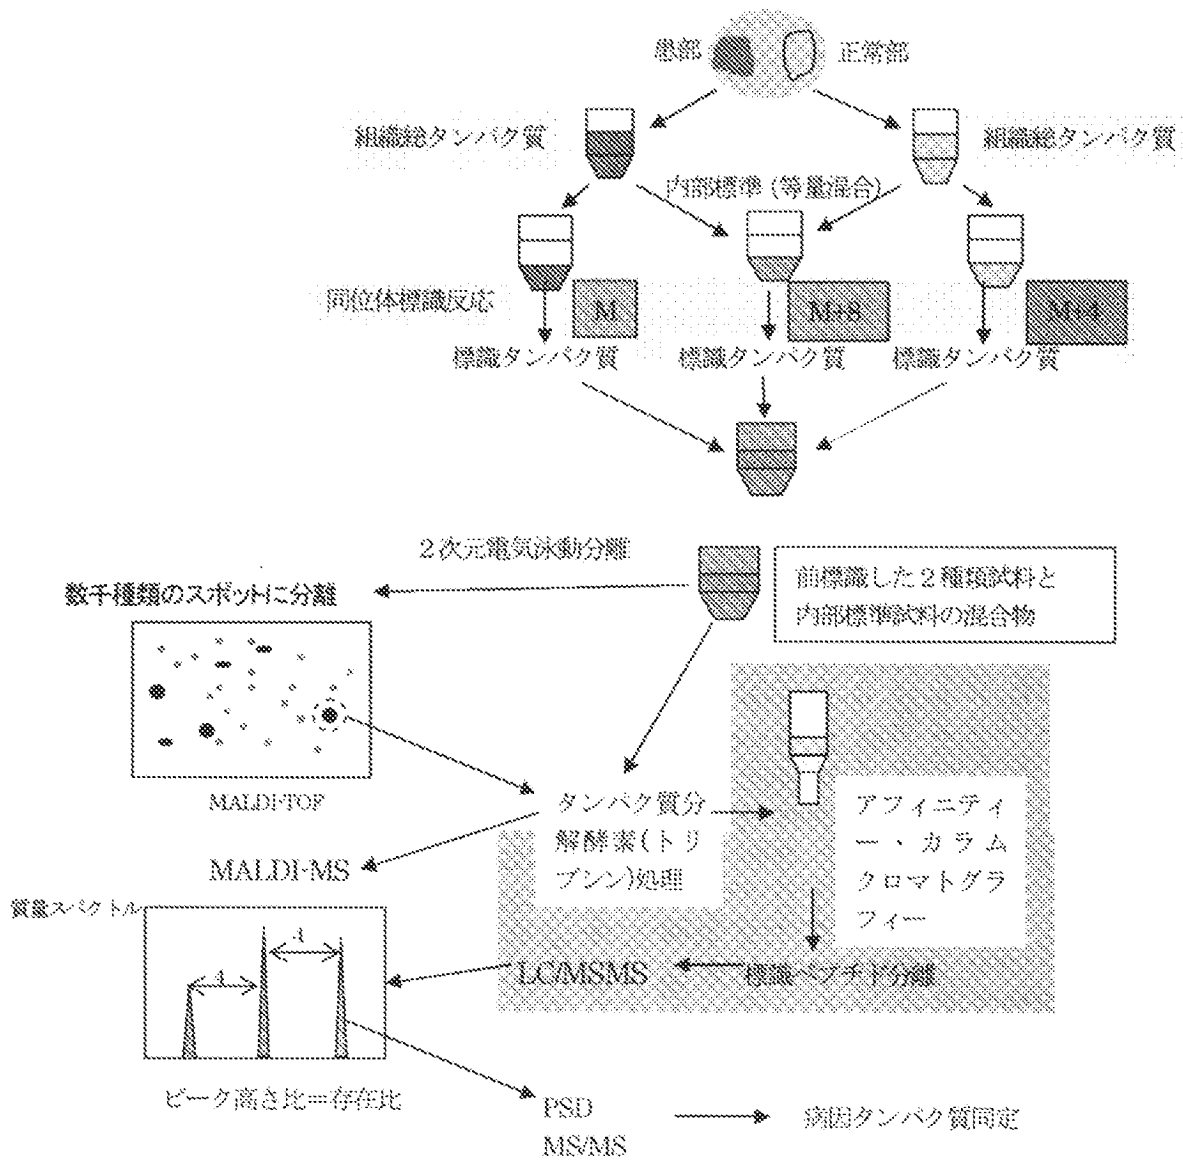 患部
正常部
組織総タンパク質
組織総タンパク質
内部標準 (等量混合)
同位体標識反応
M
M+8
M+4
標識タンパク質
標識タンパク質
標識タンパク質
2次元電気泳動分離
前標識した2種類試料と
内部標準試料の混合物
数千種類のスポットに分離
MALDI-TOF
タンパク質分
解酵素(トリ
プシン)処理
アフィニティ
ー、カラム
クロマトグラ
フィー
MALDI-MS
質量スペクトル
4
4
LC/MSMS
標識ペプチド分離
ピーク高さ比=存在比
PSD
MS/MS
病因タンパク質同定